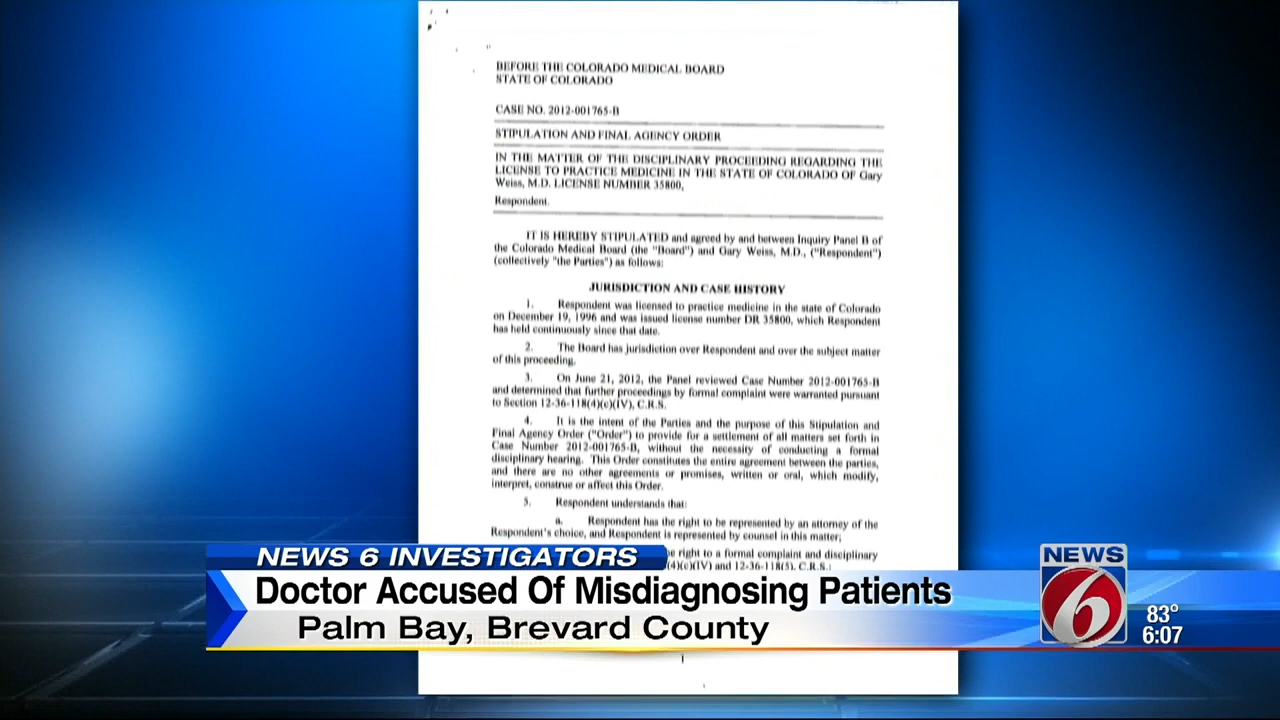 BEFORE THE COLORADO MEDICAL BOARD
STATE OF COLORADO
CASE NO. 2012-001765-B
STIPULATION AND FINAL AGENCY ORDER
IN THE MATTER OF THE DISCIPLINARY PROCEEDING REGARDING THE
LICENSE TO PRACTICE MEDICINE IN THE STATE OF COLORADO OF Gary
Weiss, M.D. LICENSE NUMBER 35800,
Respondent.
IT IS HEREBY STIPULATED and agreed by and between Inquiry Panel B of
the Colorado Medical Board (the "Board") and Gary Weiss, M.D., ("Respondent")
(collectively "the Parties") as follows:
JURISDICTION AND CASE HISTORY
1. Respondent was licensed to practice medicine in the state of Colorado
on December 19, 1996 and was issued license number DR 35800, which Respondent
has held continuously since that date.
2. The Board has jurisdiction over Respondent and over the subject matter
of this proceeding.
3. On June 21, 2012, the Panel reviewed Case Number 2012-001765-B
and determined that further proceedings by formal complaint were warranted pursuant
to Section 12-36-118(4)(c)(IV), C.R.S.
4. It is the intent of the Parties and the purpose of this Stipulation and
Final Agency Order ("Order") to provide for a settlement of all matters set forth in
Case Number 2012-001765-B, without the necessity of conducting a formal
disciplinary hearing. This Order constitutes the entire agreement between the parties,
and there are no other agreements or promises, written or oral, which modify,
interpret, construe or affect this Order.
5. Respondent understands that:
a. Respondent has the right to be represented by an attorney of the
Respondent's choice, and Respondent is represented by counsel in this matter;
right to a formal complaint and disciplinary
(4)(c)(IV) and 12-36-118(5), C.R.S.;
NEWS 6 INVESTIGATORS
Doctor Accused Of Misdiagnosing Patients
Palm Bay, Brevard County
NEWS
6
83°
6:07